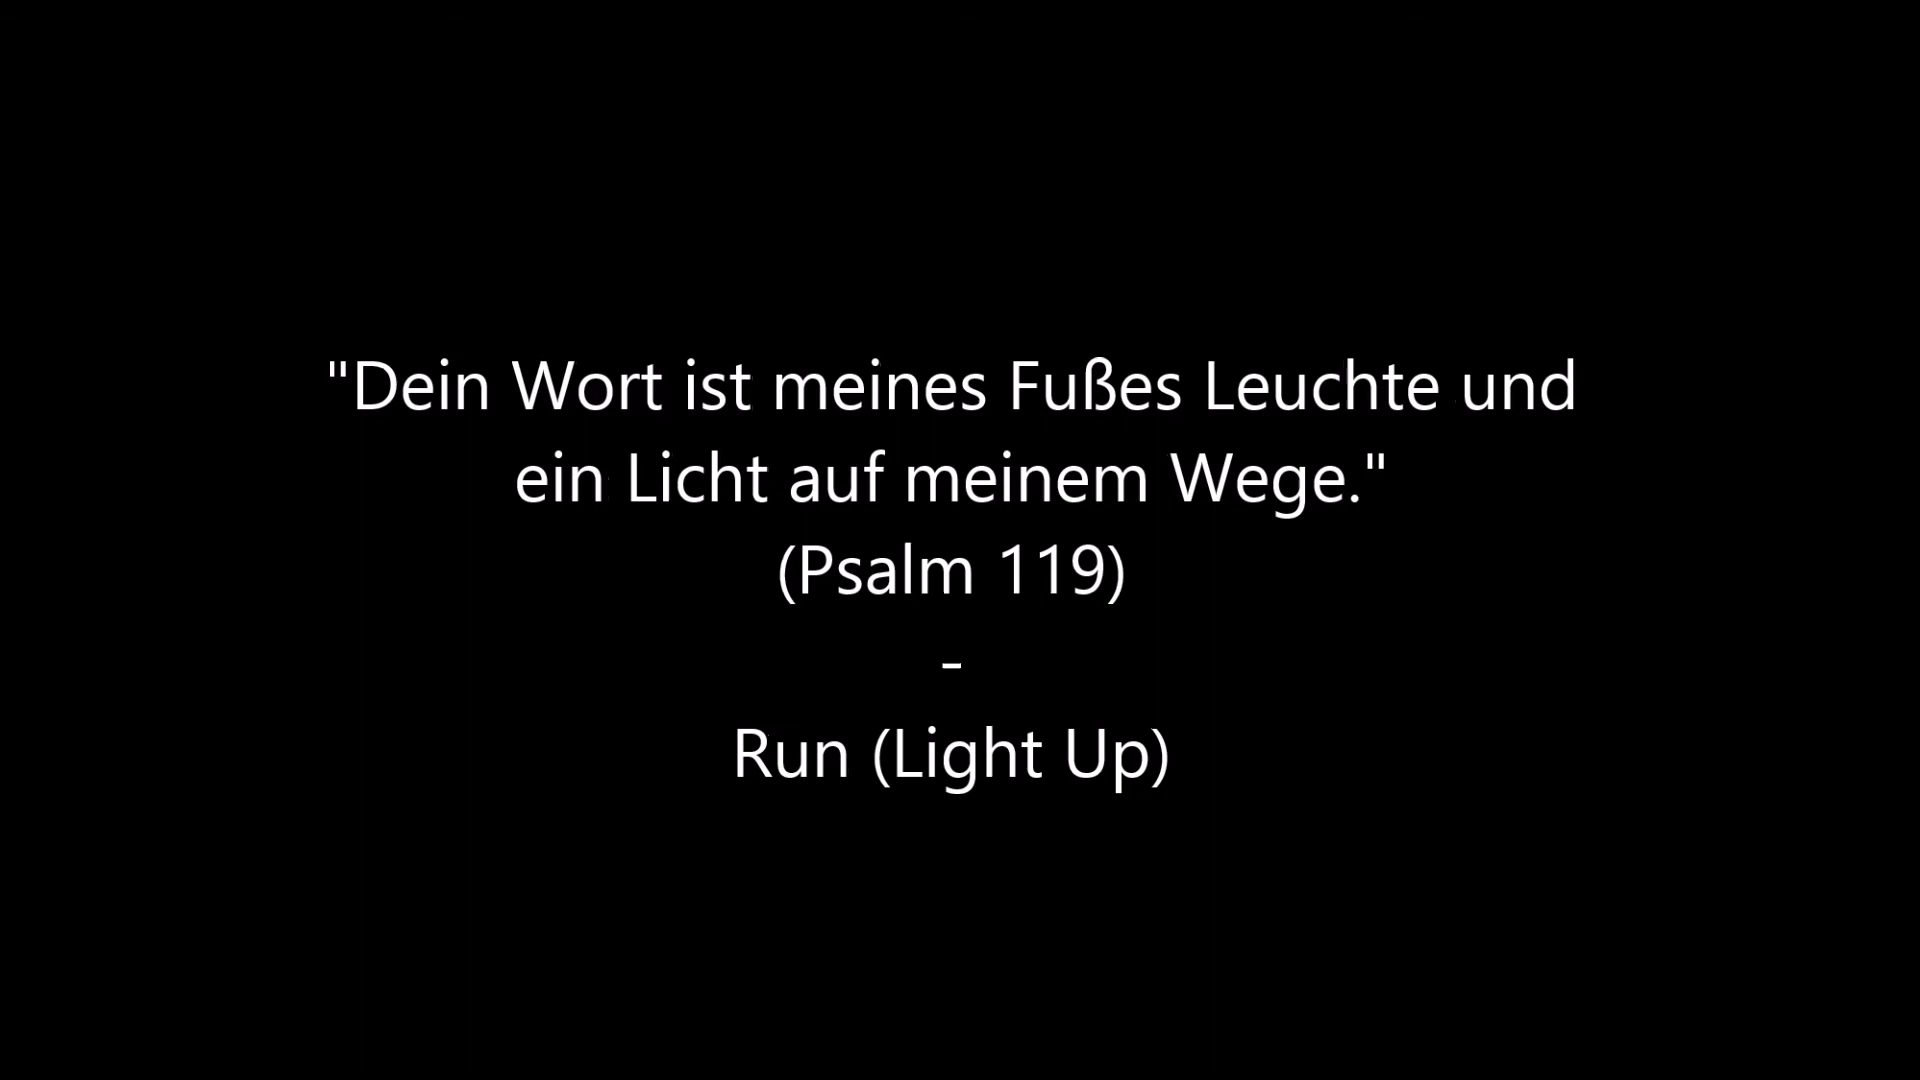 "Dein Wort ist meines Fußes Leuchte und
ein Licht auf meinem Wege."
(Psalm 119)
-
Run (Light Up)